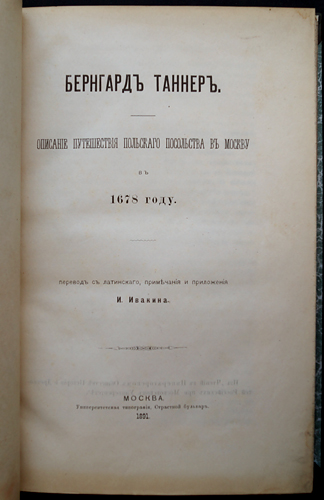 БЕРНГАРДЪ ТАННЕРЪ.
ОПИСАНІЕ ПУТЕШЕСТВІЯ ПОЛЬСКАГО ПОСОЛЬСТВА ВЪ МОСКВУ
ВЪ
1678 ГОДУ.
переводъ съ латинскаго, примѣчанія и приложенія
И. Ивакина.
МОСКВА.
Университетская типографія, Страстной бульваръ.
1891.